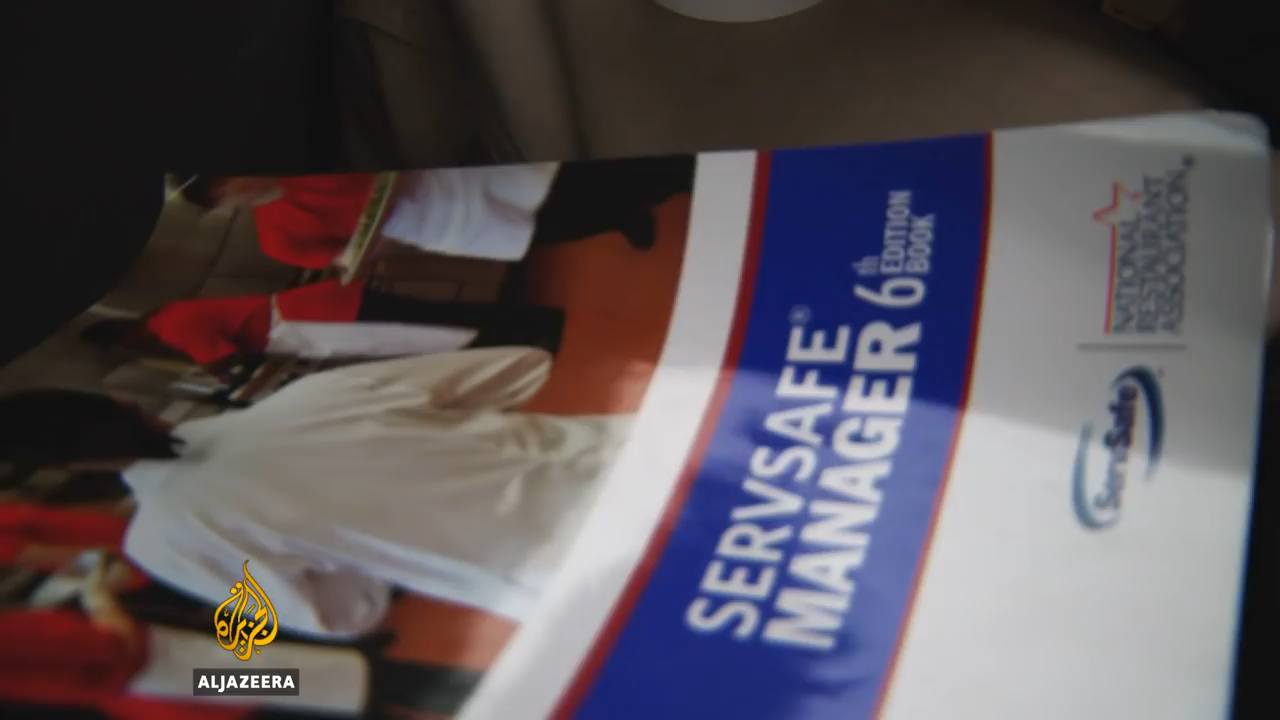 SERVSAFE®
MANAGER
6th EDITION
BOOK
ServSafe
NATIONAL
RESTAURANT
ASSOCIATION®
الجزيرة
ALJAZEERA